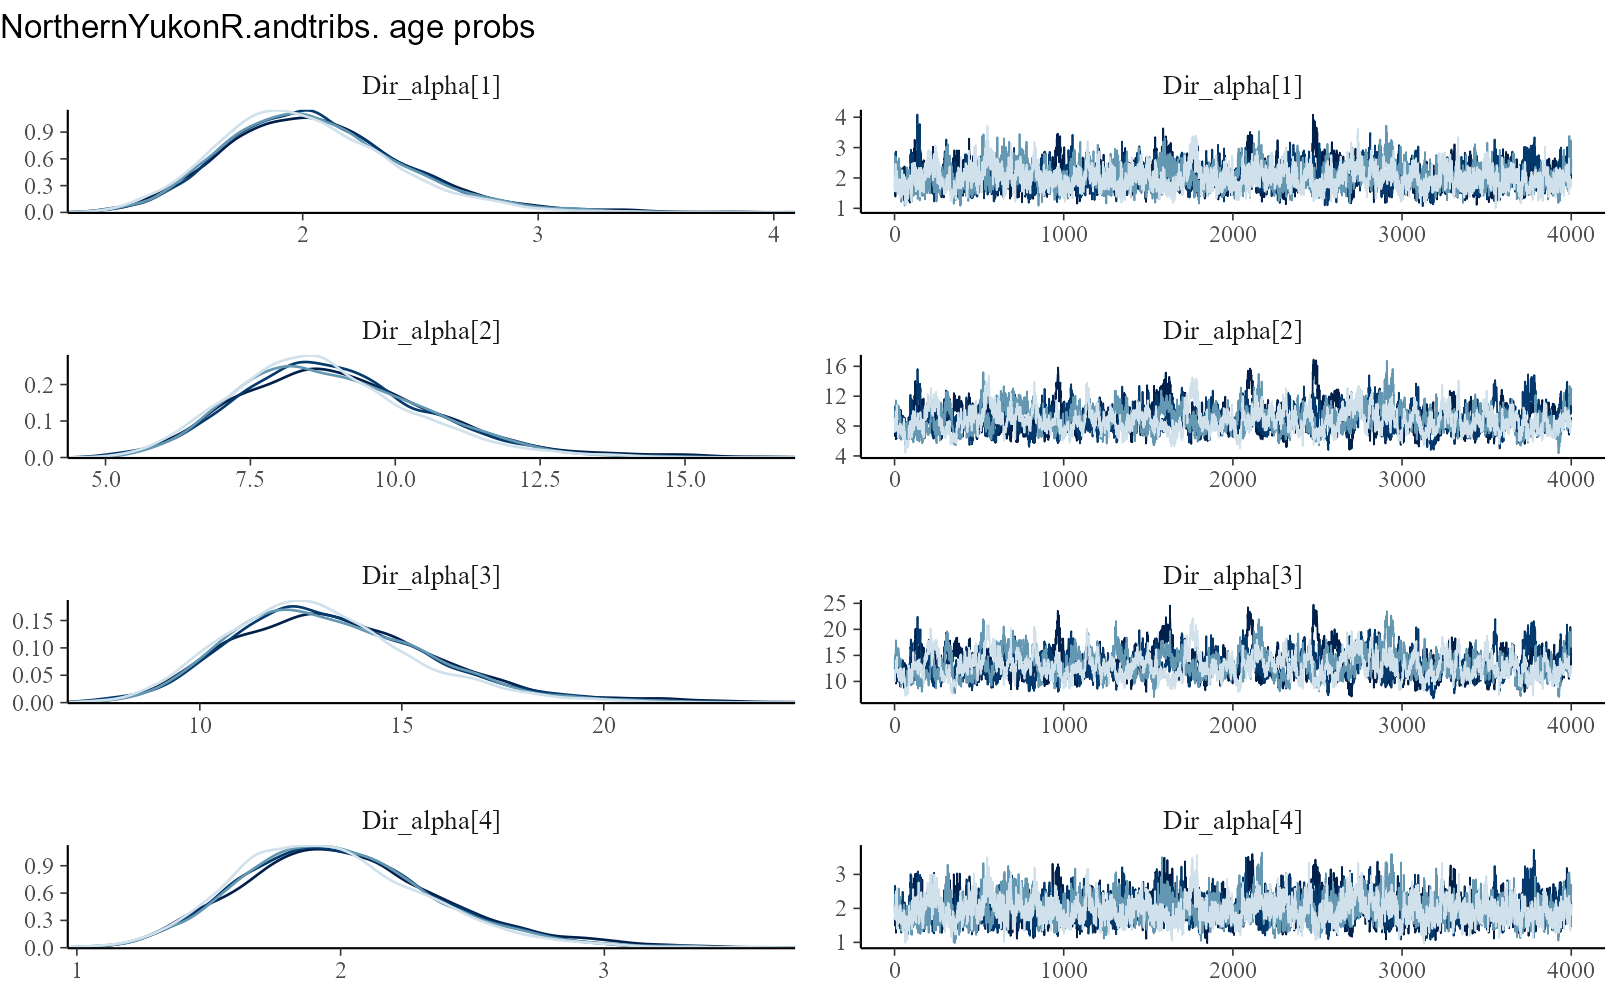 NorthernYukonR.andtribs. age probs
Dir_alpha[1] Dir_alpha[1]
0.9 4
0.6 3
0.3 2
0.0 1
2 3 4 0 1000 2000 3000 4000
Dir_alpha[2] Dir_alpha[2]
0.2 16
0.1 12
0.0 8
4
5.0 7.5 10.0 12.5 15.0 0 1000 2000 3000 4000
Dir_alpha[3] Dir_alpha[3]
0.15 25
0.10 20
0.05 15
0.00 10
10 15 20 0 1000 2000 3000 4000
Dir_alpha[4] Dir_alpha[4]
0.9 3
0.6 2
0.3 1
0.0
1 2 3 0 1000 2000 3000 4000